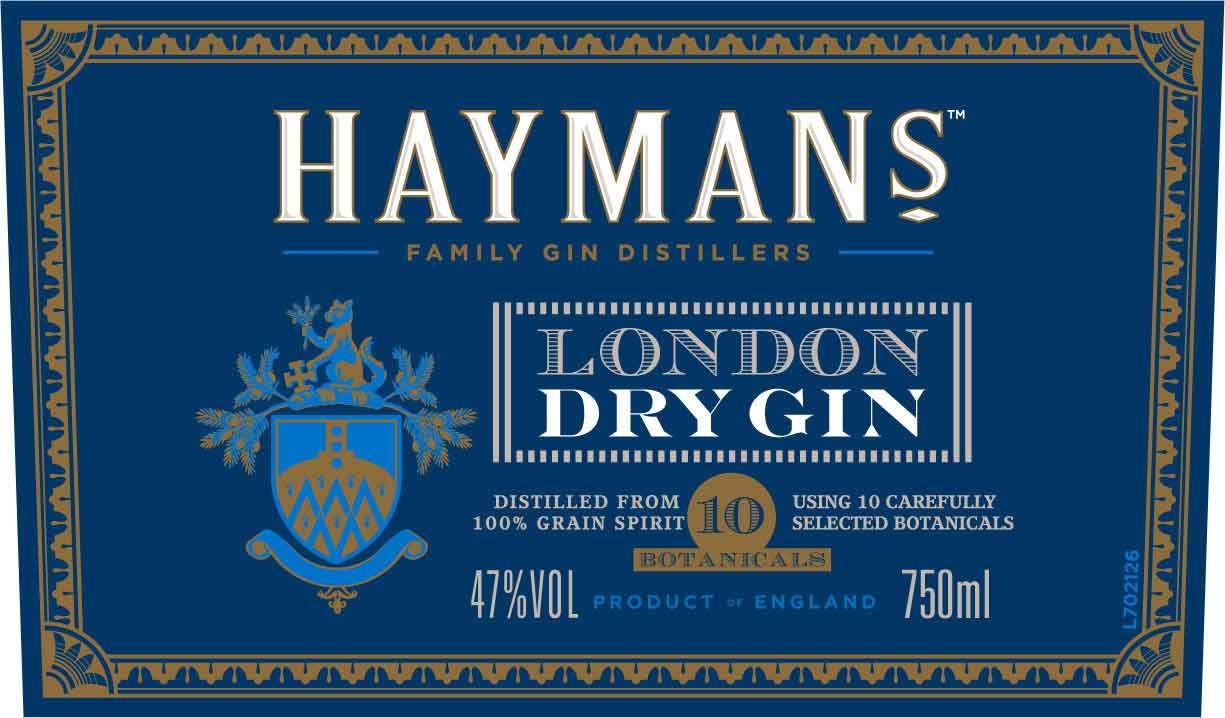 HAYMANS™
FAMILY GIN DISTILLERS
LONDON
DRY GIN
DISTILLED FROM
100% GRAIN SPIRIT
10
BOTANICALS
USING 10 CAREFULLY
SELECTED BOTANICALS
47%VOL
PRODUCT OF ENGLAND
750ml
L702126